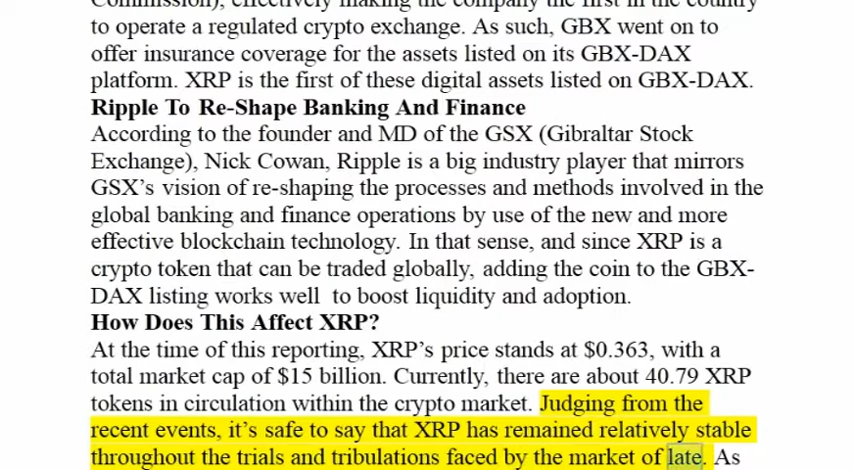 Commission), effectively making the company the first in the country
to operate a regulated crypto exchange. As such, GBX went on to
offer insurance coverage for the assets listed on its GBX-DAX
platform. XRP is the first of these digital assets listed on GBX-DAX.
Ripple To Re-Shape Banking And Finance
According to the founder and MD of the GSX (Gibraltar Stock
Exchange), Nick Cowan, Ripple is a big industry player that mirrors
GSX’s vision of re-shaping the processes and methods involved in the
global banking and finance operations by use of the new and more
effective blockchain technology. In that sense, and since XRP is a
crypto token that can be traded globally, adding the coin to the GBX-
DAX listing works well  to boost liquidity and adoption.
How Does This Affect XRP?
At the time of this reporting, XRP’s price stands at $0.363, with a
total market cap of $15 billion. Currently, there are about 40.79 XRP
tokens in circulation within the crypto market. Judging from the
recent events, it’s safe to say that XRP has remained relatively stable
throughout the trials and tribulations faced by the market of late. As